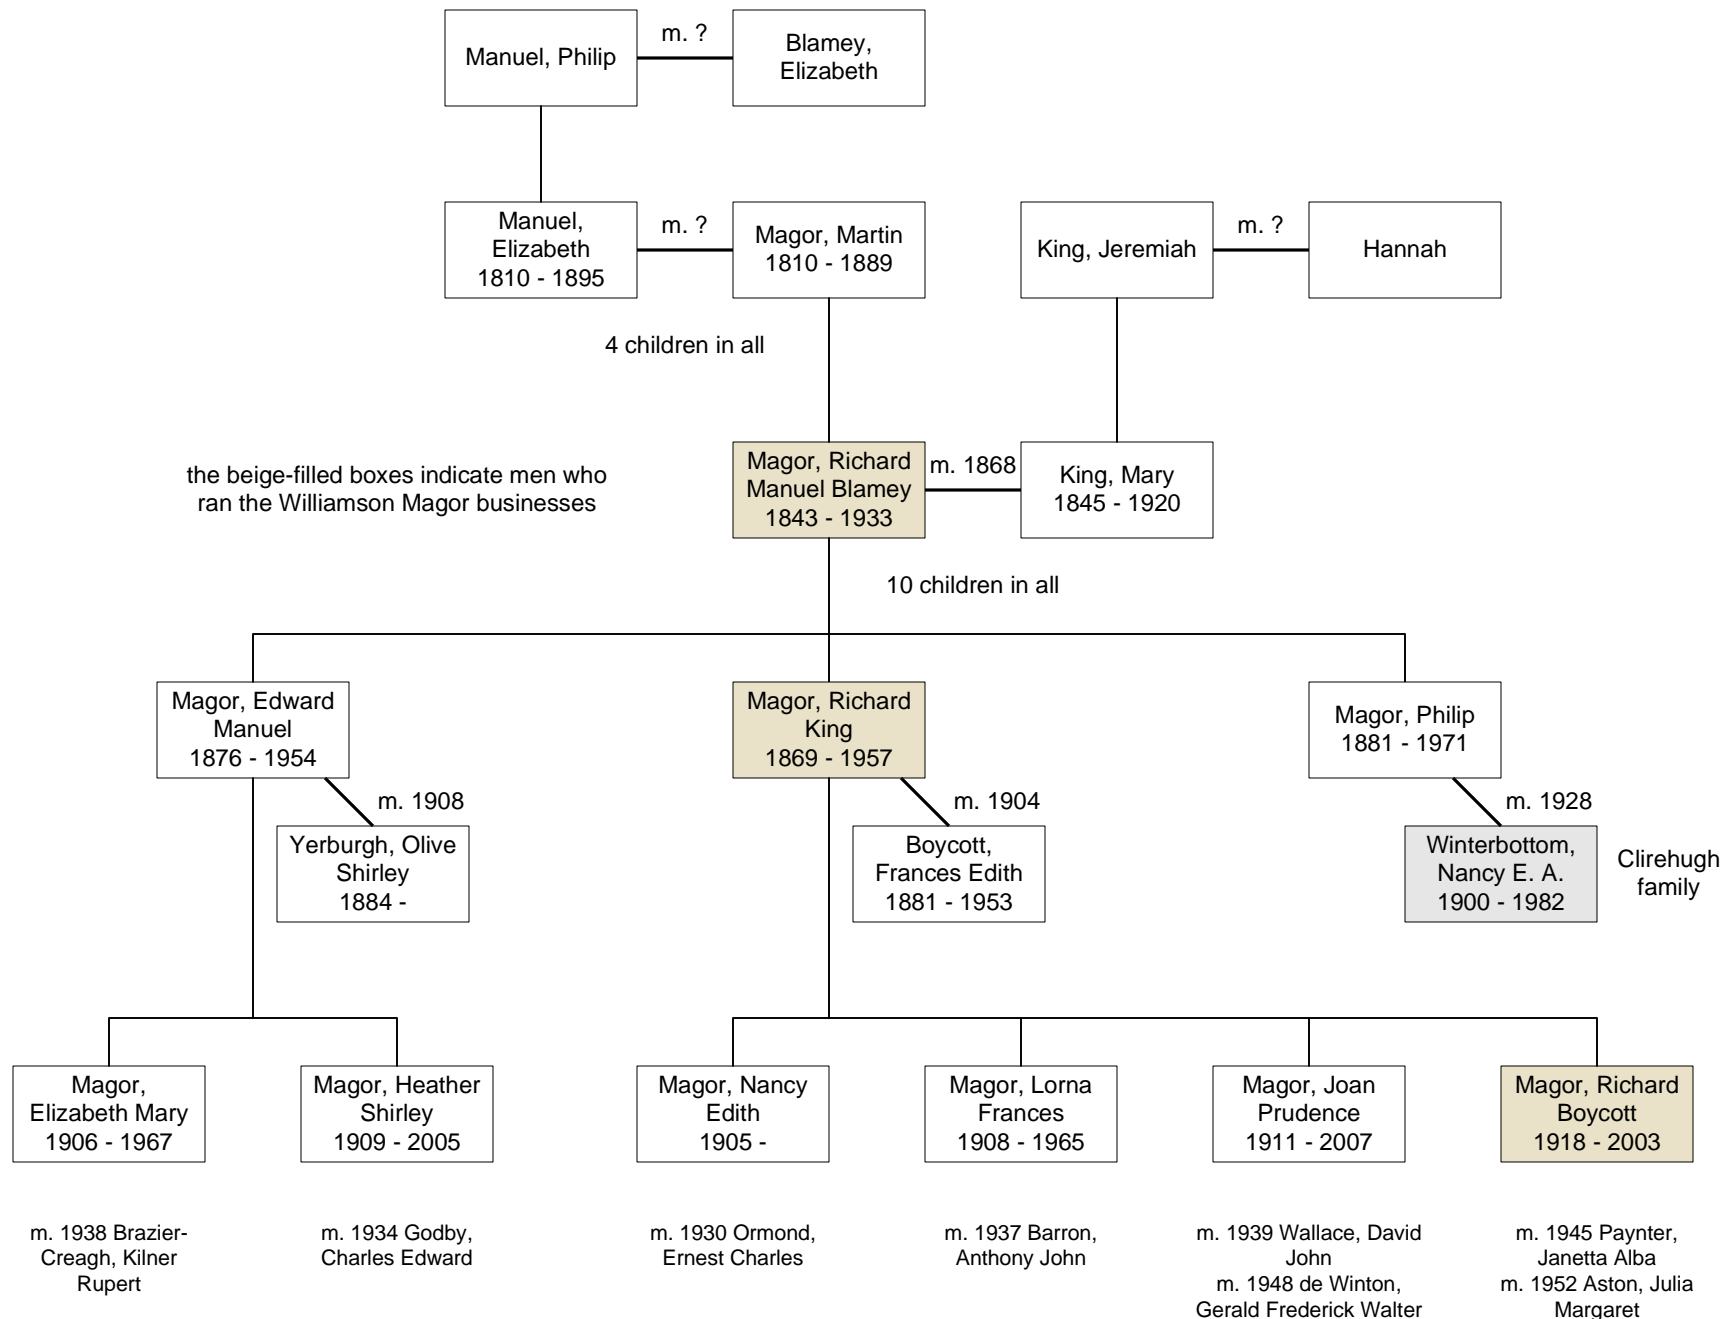 Manuel, Philip
m. ?
Blamey,
Elizabeth
Manuel,
Elizabeth
1810 - 1895
m. ?
Magor, Martin
1810 - 1889
King, Jeremiah
m. ?
Hannah
4 children in all
the beige-filled boxes indicate men who
ran the Williamson Magor businesses
Magor, Richard
Manuel Blamey
1843 - 1933
m. 1868
King, Mary
1845 - 1920
10 children in all
Magor, Edward
Manuel
1876 - 1954
m. 1908
Yerburgh, Olive
Shirley
1884 -
Magor, Richard
King
1869 - 1957
m. 1904
Boycott,
Frances Edith
1881 - 1953
Magor, Philip
1881 - 1971
m. 1928
Winterbottom,
Nancy E. A.
1900 - 1982
Clirehugh
family
Magor,
Elizabeth Mary
1906 - 1967
Magor, Heather
Shirley
1909 - 2005
Magor, Nancy
Edith
1905 -
Magor, Lorna
Frances
1908 - 1965
Magor, Joan
Prudence
1911 - 2007
Magor, Richard
Boycott
1918 - 2003
m. 1938 Brazier-
Creagh, Kilner
Rupert
m. 1934 Godby,
Charles Edward
m. 1930 Ormond,
Ernest Charles
m. 1937 Barron,
Anthony John
m. 1939 Wallace, David
John
m. 1948 de Winton,
Gerald Frederick Walter
m. 1945 Paynter,
Janetta Alba
m. 1952 Aston, Julia
Margaret